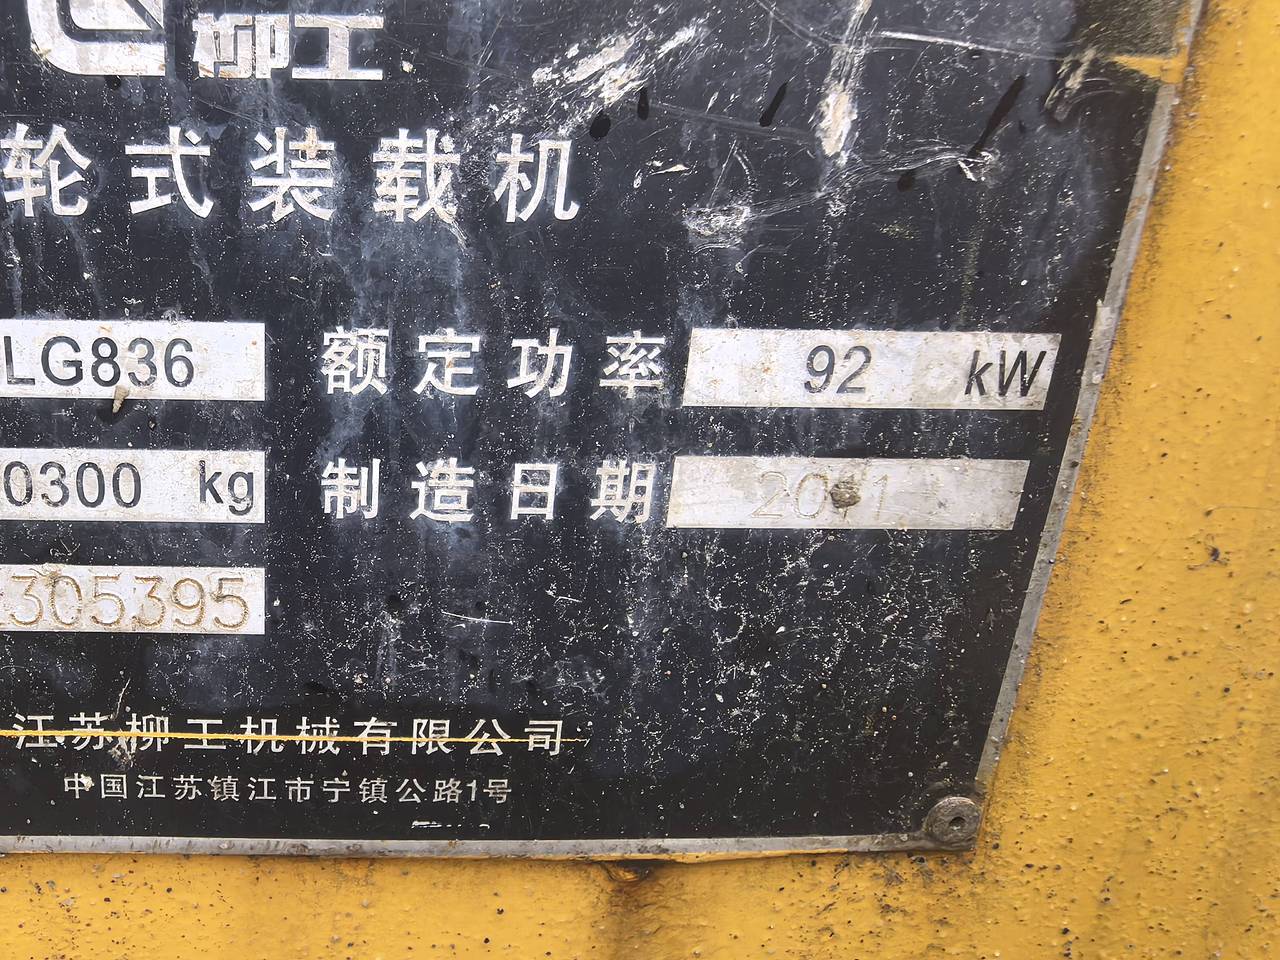 柳工
轮式装载机
LG836 额定功率 92 kW
0300 kg 制造日期 2011
305395
江苏柳工机械有限公司
中国江苏镇江市宁镇公路1号